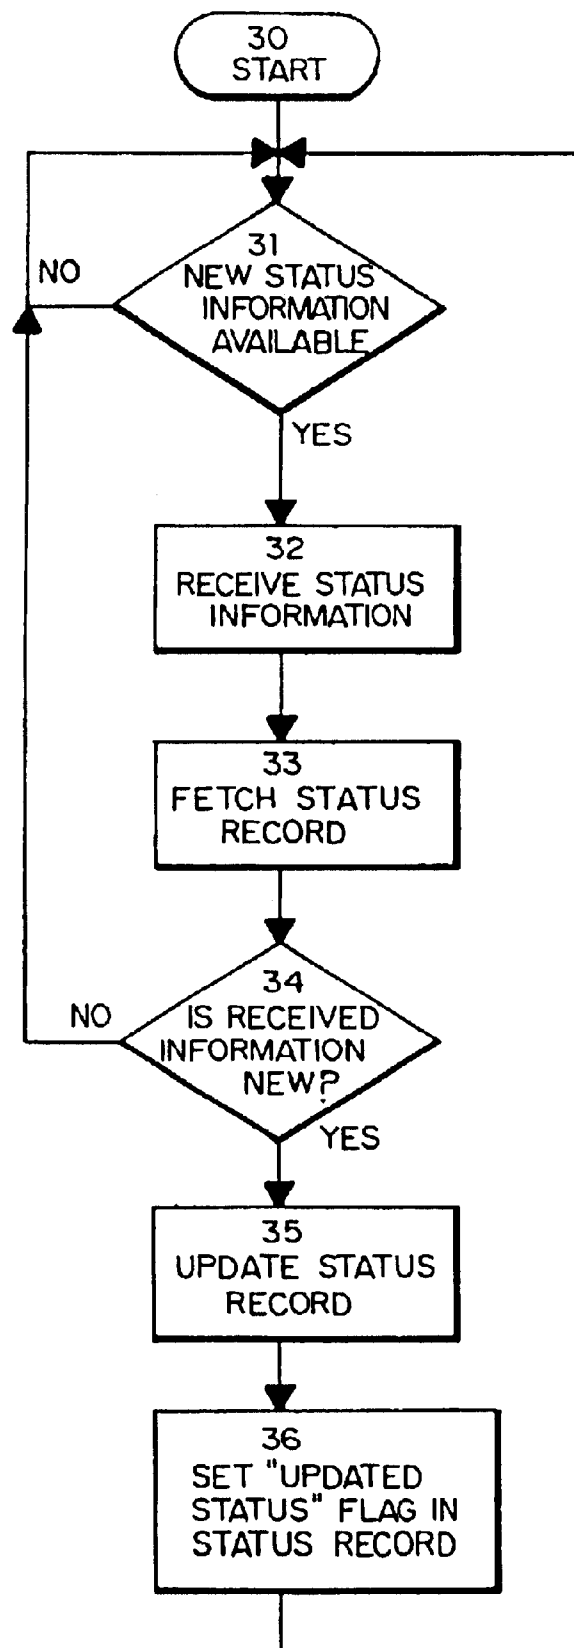 30
START
31
NEW STATUS
INFORMATION
AVAILABLE
NO
YES
32
RECEIVE STATUS
INFORMATION
33
FETCH STATUS
RECORD
34
IS RECEIVED
INFORMATION
NEW?
NO
YES
35
UPDATE STATUS
RECORD
36
SET "UPDATED
STATUS" FLAG IN
STATUS RECORD